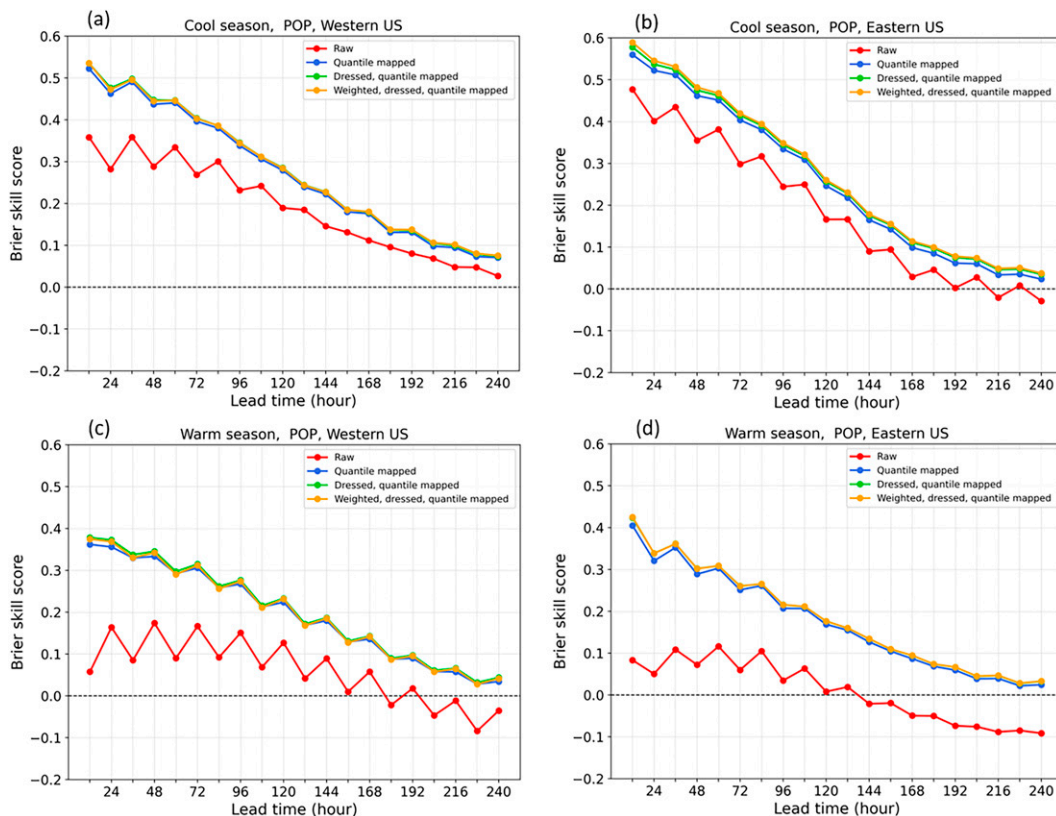 (a)
Cool season, POP, Western US
Raw
Quantile mapped
Dressed, quantile mapped
Weighted, dressed, quantile mapped
Brier skill score
0.6
0.5
0.4
0.3
0.2
0.1
0.0
−0.1
−0.2
24 48 72 96 120 144 168 192 216 240
Lead time (hour)
(b)
Cool season, POP, Eastern US
Raw
Quantile mapped
Dressed, quantile mapped
Weighted, dressed, quantile mapped
Brier skill score
0.6
0.5
0.4
0.3
0.2
0.1
0.0
−0.1
−0.2
24 48 72 96 120 144 168 192 216 240
Lead time (hour)
(c)
Warm season, POP, Western US
Raw
Quantile mapped
Dressed, quantile mapped
Weighted, dressed, quantile mapped
Brier skill score
0.6
0.5
0.4
0.3
0.2
0.1
0.0
−0.1
−0.2
24 48 72 96 120 144 168 192 216 240
Lead time (hour)
(d)
Warm season, POP, Eastern US
Raw
Quantile mapped
Dressed, quantile mapped
Weighted, dressed, quantile mapped
Brier skill score
0.6
0.5
0.4
0.3
0.2
0.1
0.0
−0.1
−0.2
24 48 72 96 120 144 168 192 216 240
Lead time (hour)